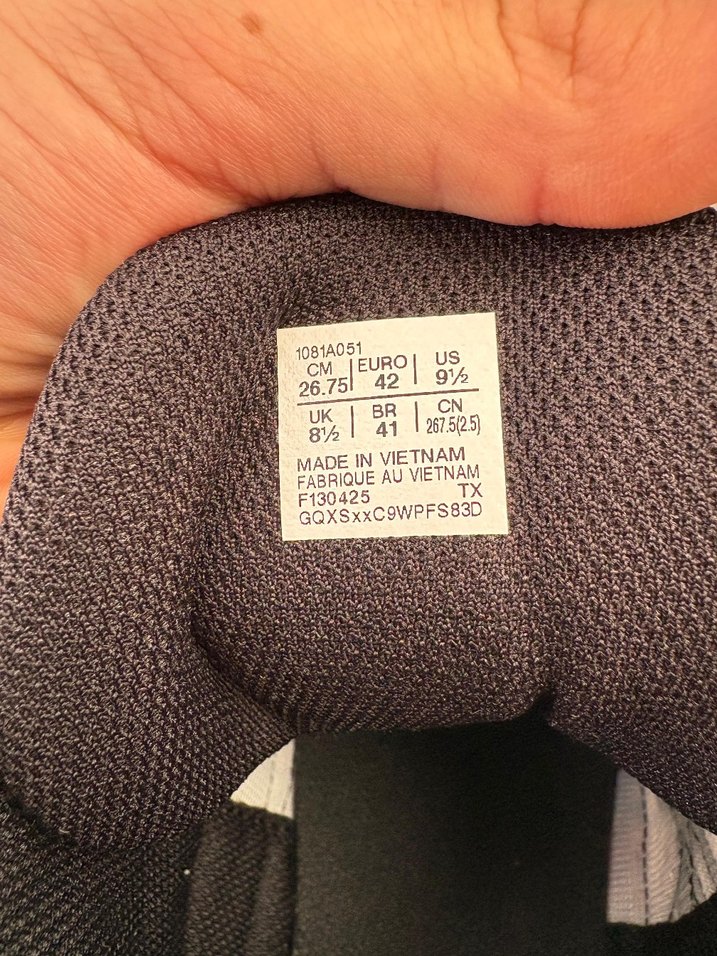 1081A051
CM | EURO | US
26.75 | 42 | 9½
UK | BR | CN
8½ | 41 | 267.5(2.5)
MADE IN VIETNAM
FABRIQUE AU VIETNAM
F130425 TX
GQXSxxC9WPFS83D